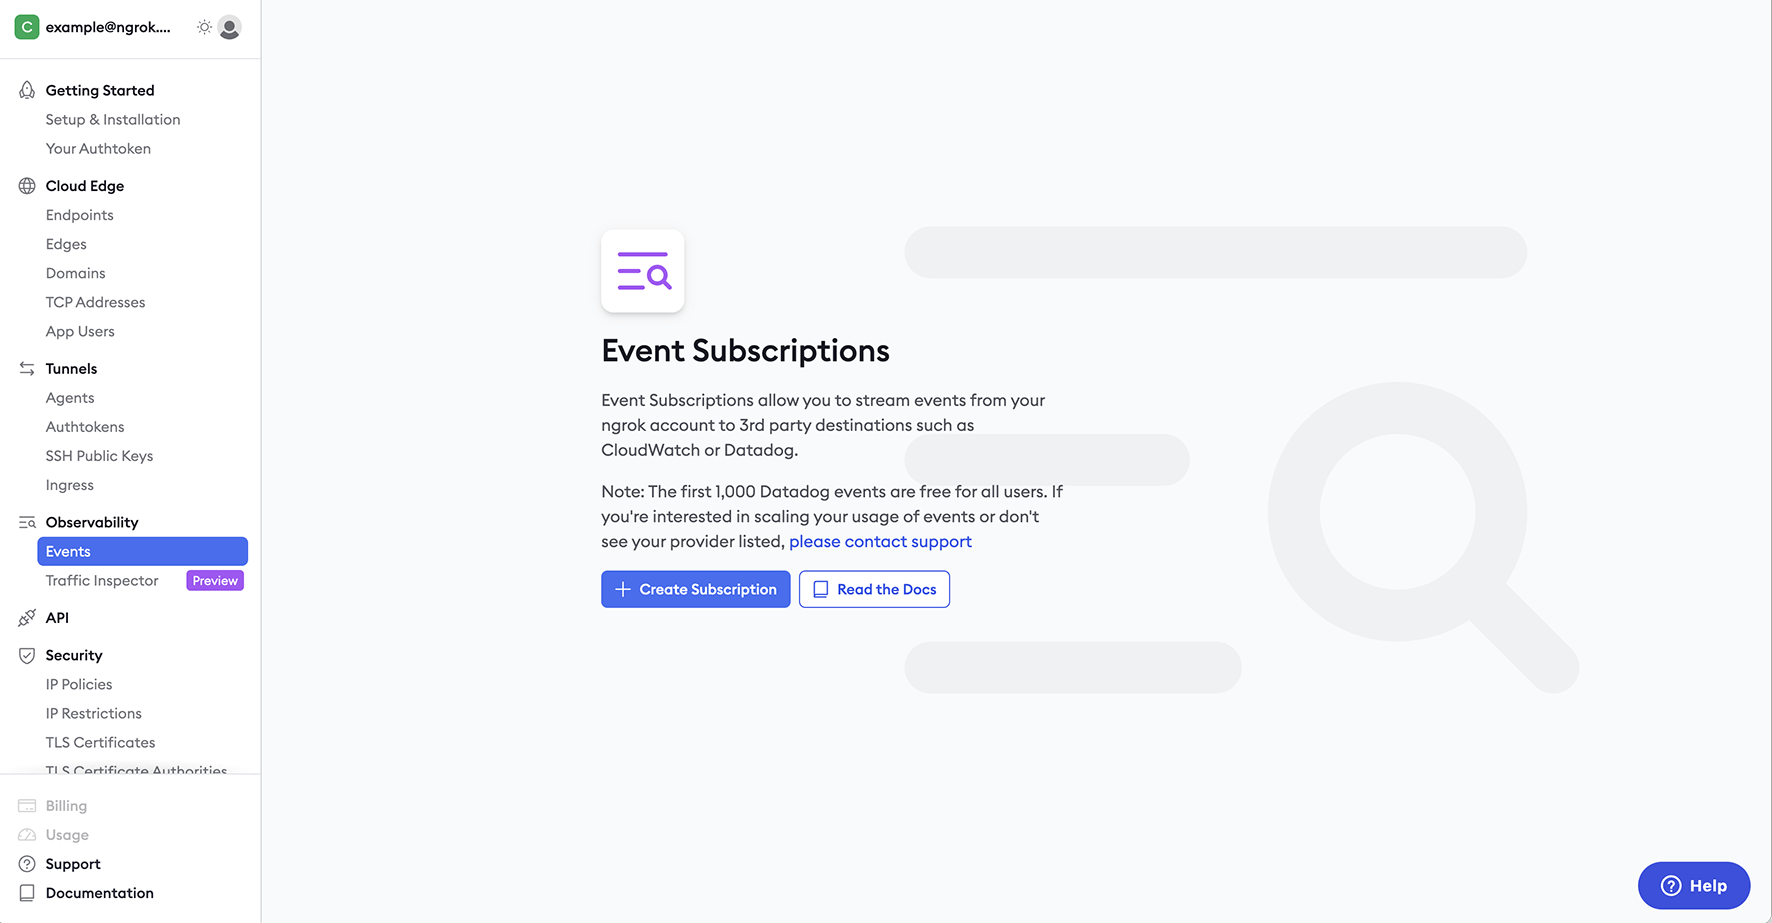 C example@ngrok....
Getting Started
Setup & Installation
Your Authtoken
Cloud Edge
Endpoints
Edges
Domains
TCP Addresses
App Users
Tunnels
Agents
Authtokens
SSH Public Keys
Ingress
Observability
Events
Traffic Inspector Preview
API
Security
IP Policies
IP Restrictions
TLS Certificates
TLS Certificate Authorities
Billing
Usage
? Support
Documentation
Event Subscriptions
Event Subscriptions allow you to stream events from your
ngrok account to 3rd party destinations such as
CloudWatch or Datadog.
Note: The first 1,000 Datadog events are free for all users. If
you're interested in scaling your usage of events or don't
see your provider listed, please contact support
+ Create Subscription
Read the Docs
? Help